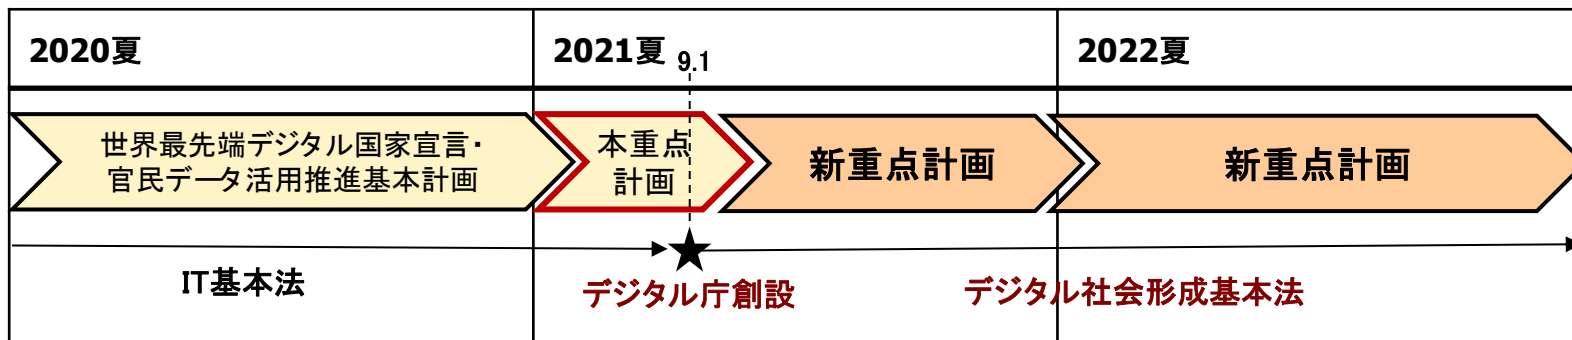 2020夏
2021夏
9.1
2022夏
世界最先端デジタル国家宣言・
官民データ活用推進基本計画
本重点
計画
新重点計画
新重点計画
IT基本法
デジタル庁創設
デジタル社会形成基本法